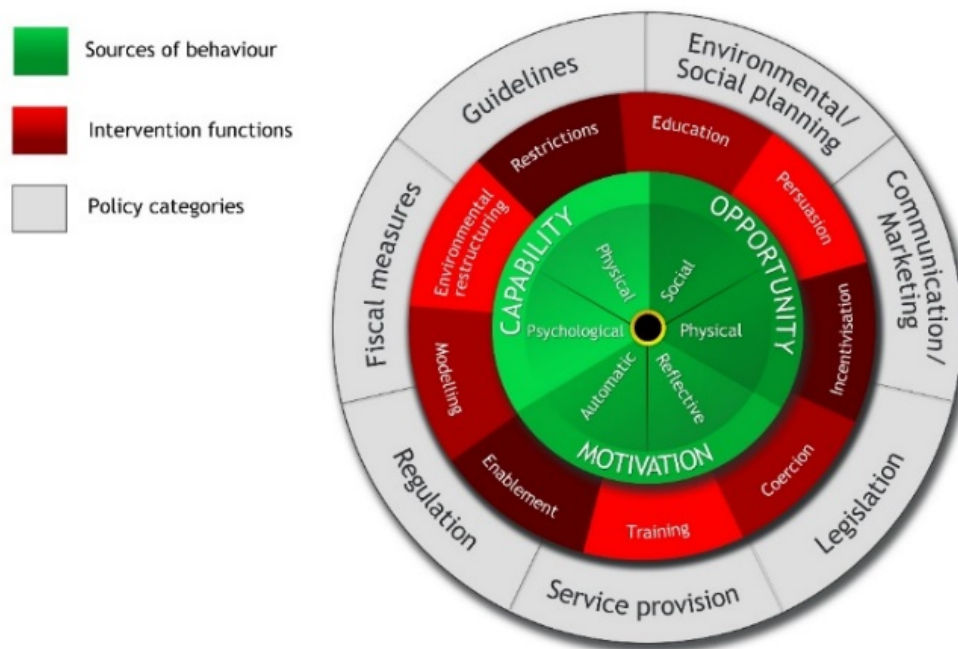 Sources of behaviour
Intervention functions
Policy categories
Guidelines
Environmental/
Social planning
Communication/
Marketing
Legislation
Service provision
Regulation
Fiscal measures
Restrictions
Education
Persuasion
Incentivisation
Coercion
Training
Enablement
Modelling
Environmental
restructuring
CAPABILITY
OPPORTUNITY
MOTIVATION
Physical
Social
Physical
Reflective
Automatic
Psychological